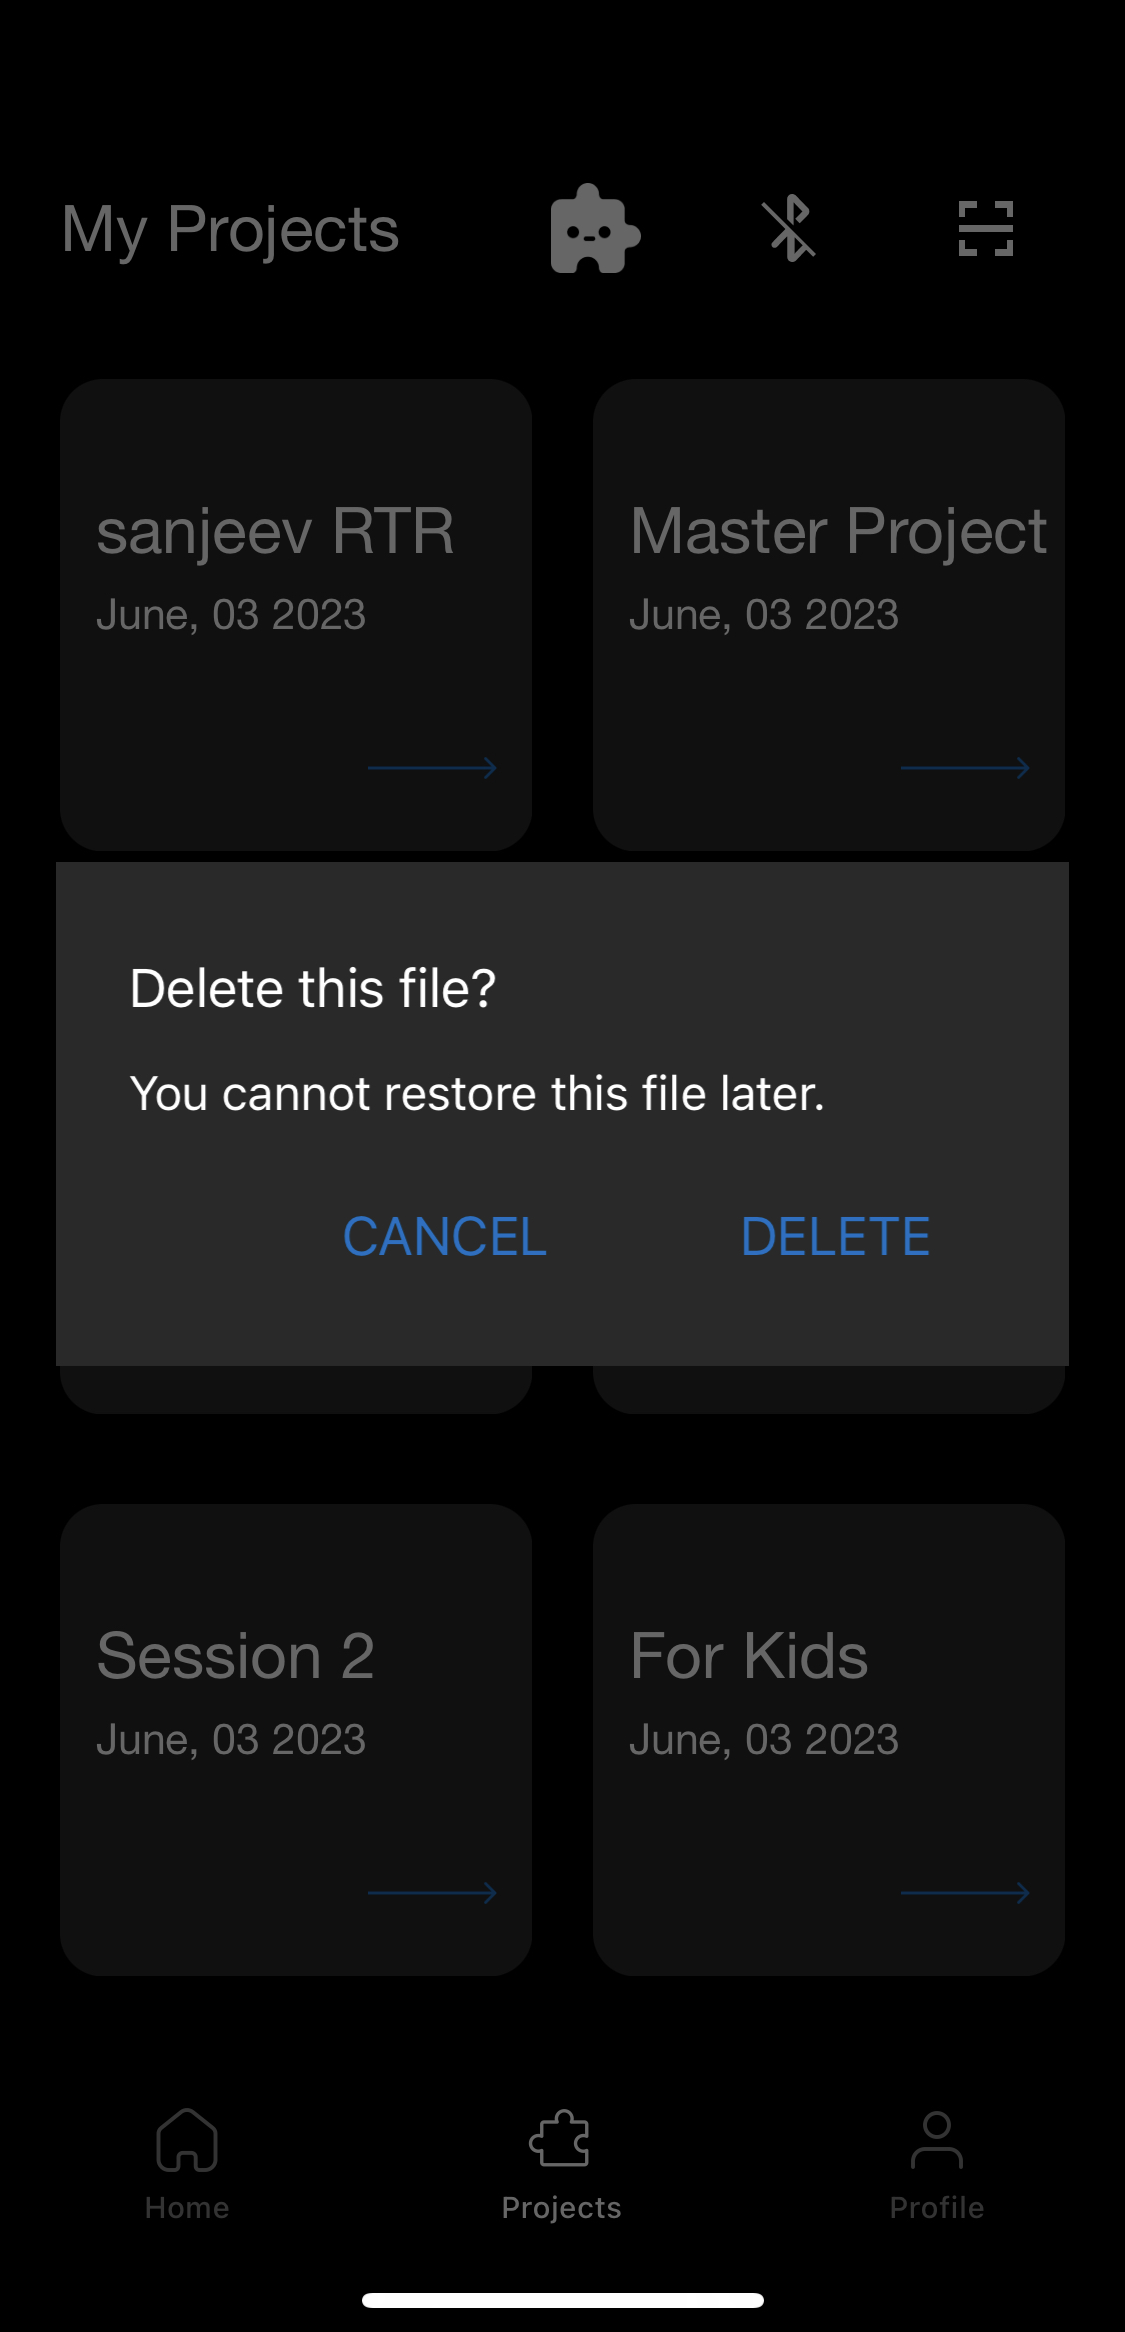 My Projects
sanjeev RTR
June, 03 2023
Master Project
June, 03 2023
Delete this file?
You cannot restore this file later.
CANCEL
DELETE
Session 2
June, 03 2023
For Kids
June, 03 2023
Home
Projects
Profile